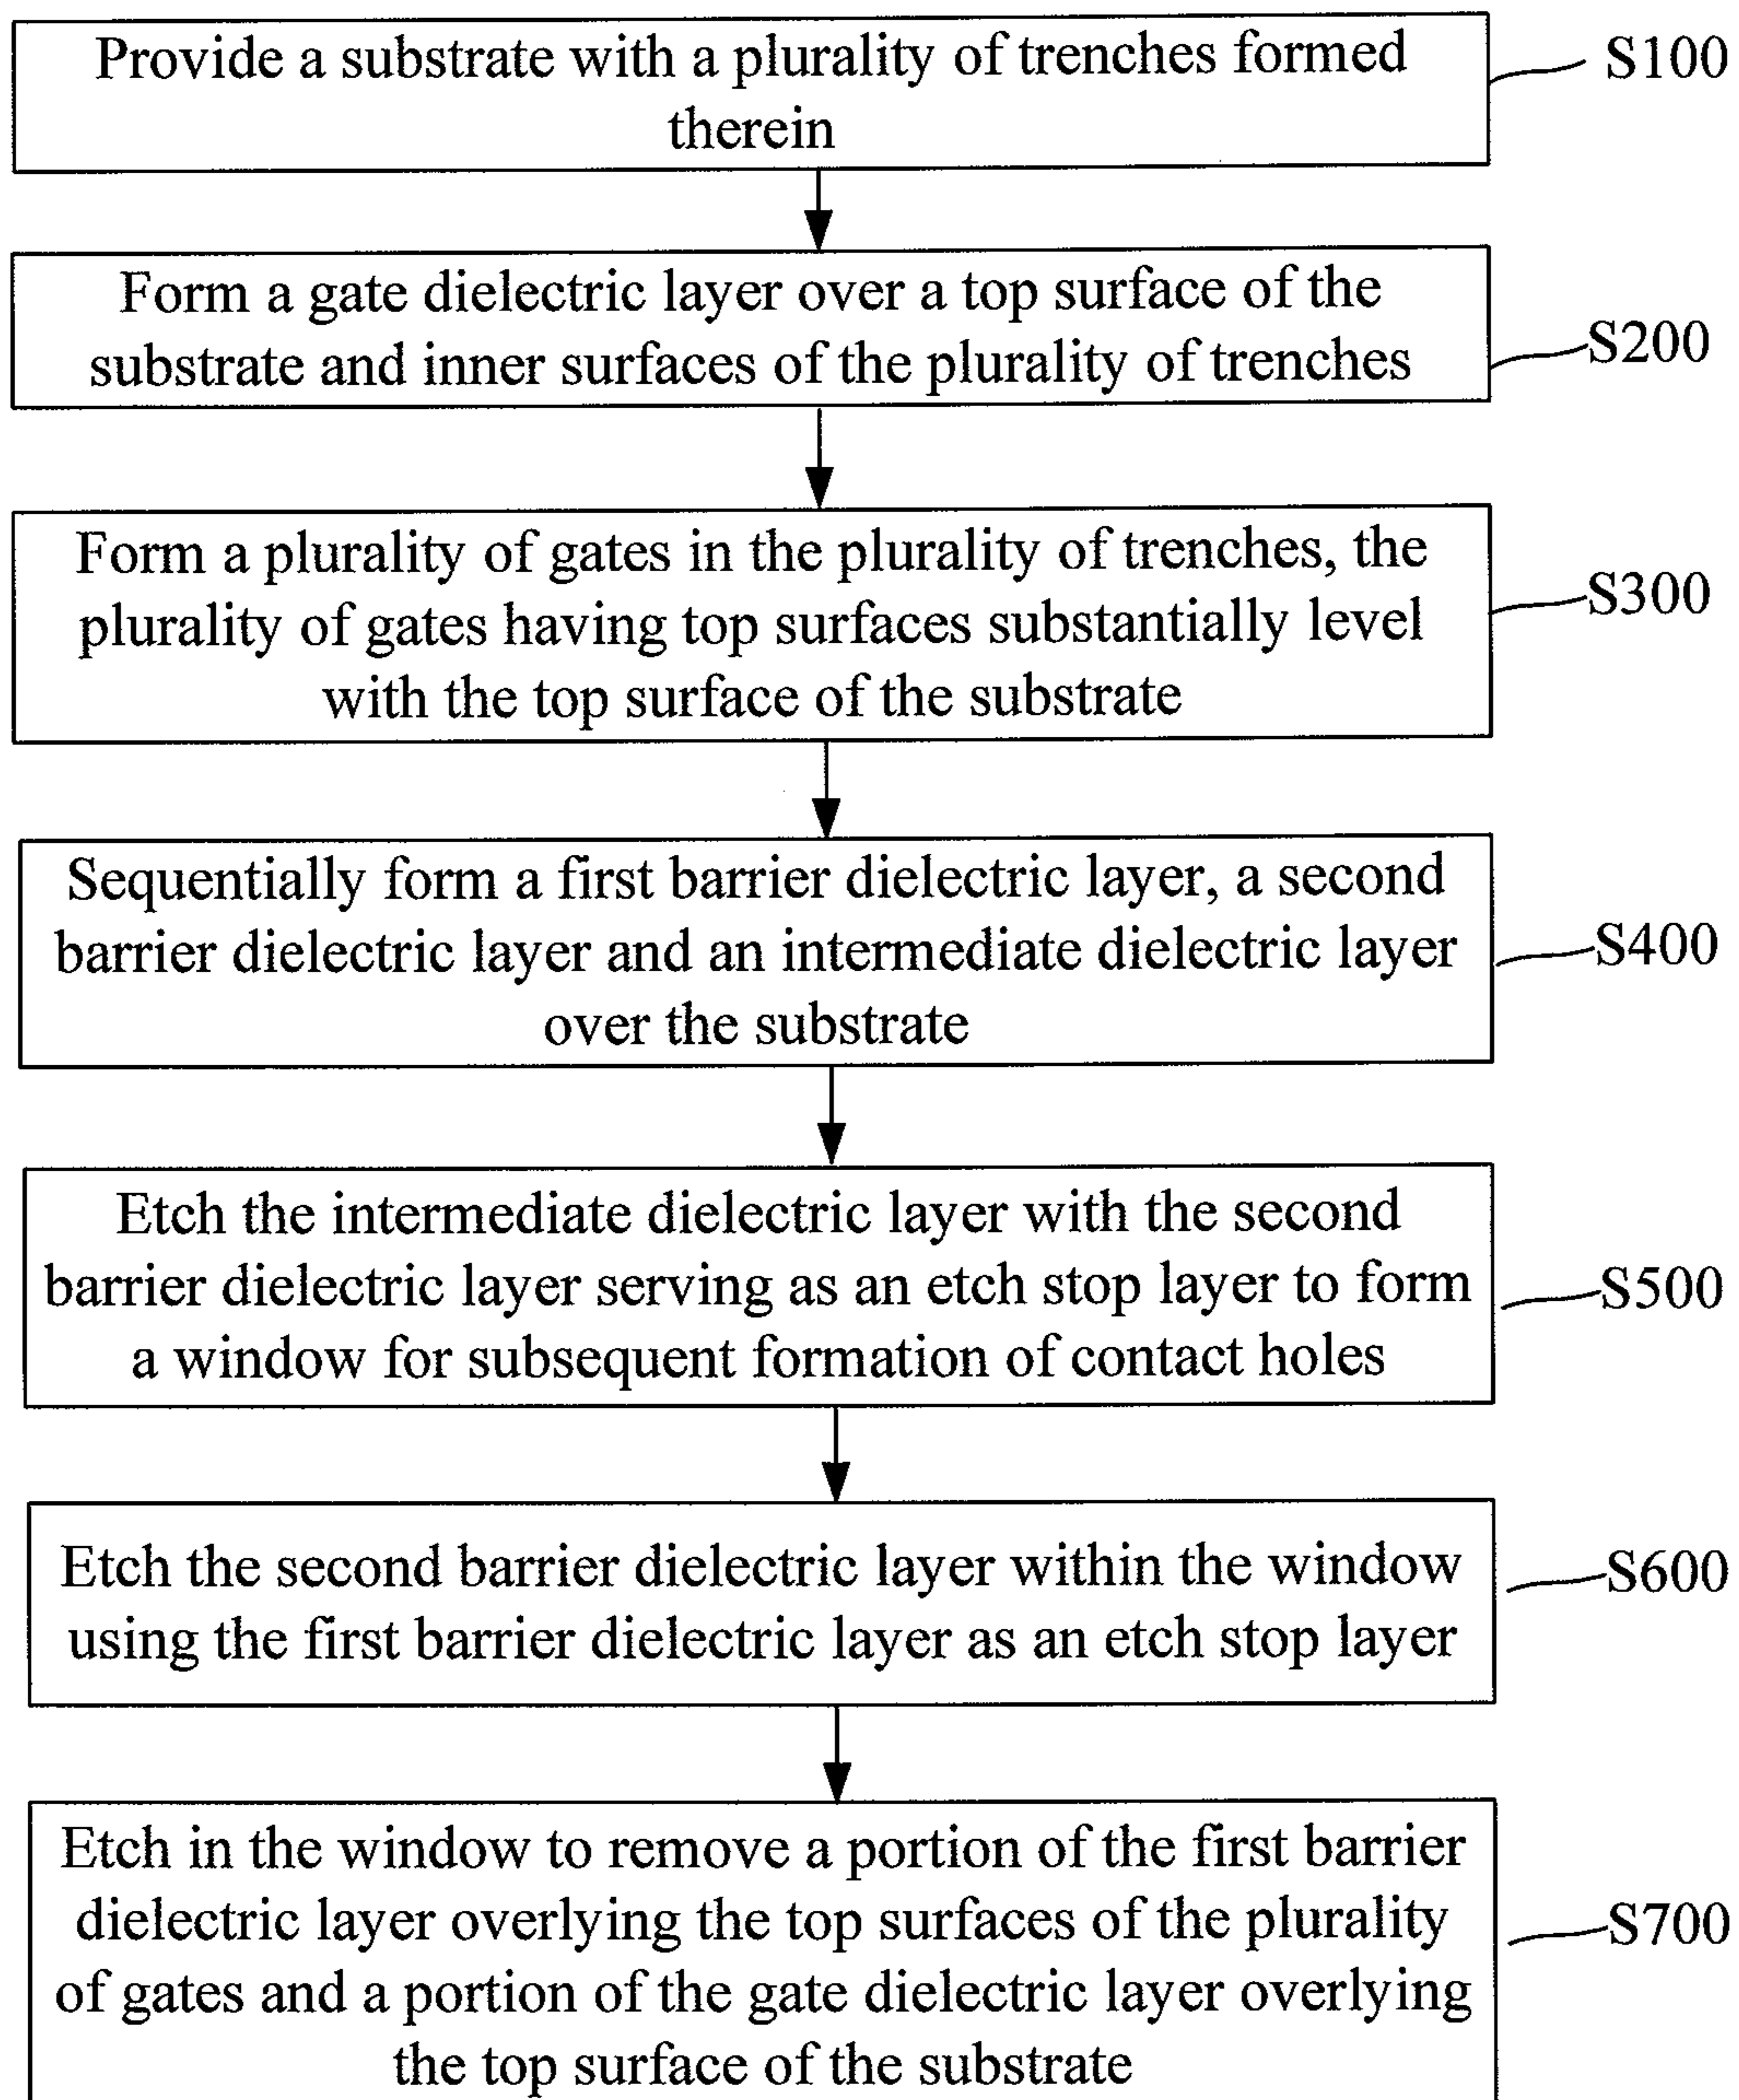 Provide a substrate with a plurality of trenches formed
therein
S100
Form a gate dielectric layer over a top surface of the
substrate and inner surfaces of the plurality of trenches
S200
Form a plurality of gates in the plurality of trenches, the
plurality of gates having top surfaces substantially level
with the top surface of the substrate
S300
Sequentially form a first barrier dielectric layer, a second
barrier dielectric layer and an intermediate dielectric layer
over the substrate
S400
Etch the intermediate dielectric layer with the second
barrier dielectric layer serving as an etch stop layer to form
a window for subsequent formation of contact holes
S500
Etch the second barrier dielectric layer within the window
using the first barrier dielectric layer as an etch stop layer
S600
Etch in the window to remove a portion of the first barrier
dielectric layer overlying the top surfaces of the plurality
of gates and a portion of the gate dielectric layer overlying
the top surface of the substrate
S700